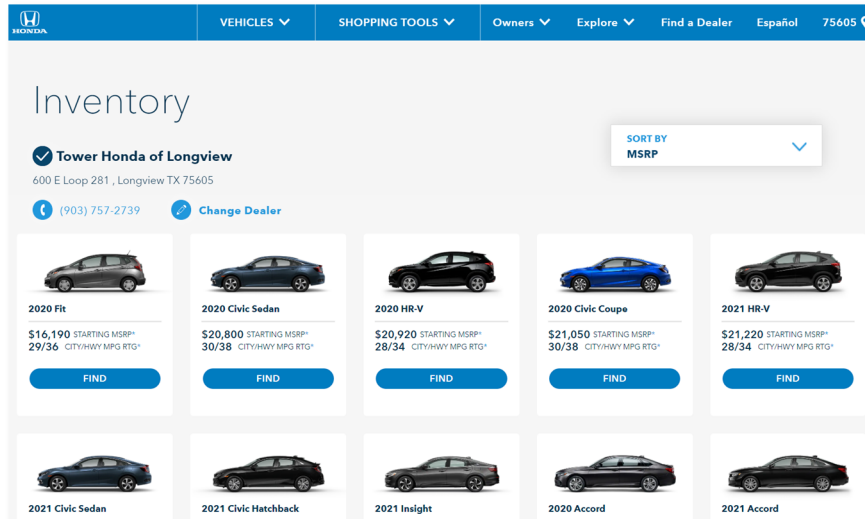 HONDA
VEHICLES
SHOPPING TOOLS
Owners
Explore
Find a Dealer
Español
75605
Inventory
SORT BY
MSRP
Tower Honda of Longview
600 E Loop 281 , Longview TX 75605
(903) 757-2739
Change Dealer
2020 Fit
$16,190 STARTING MSRP*
29/36 CITY/HWY MPG RTG*
FIND
2020 Civic Sedan
$20,800 STARTING MSRP*
30/38 CITY/HWY MPG RTG*
FIND
2020 HR-V
$20,920 STARTING MSRP*
28/34 CITY/HWY MPG RTG*
FIND
2020 Civic Coupe
$21,050 STARTING MSRP*
30/38 CITY/HWY MPG RTG*
FIND
2021 HR-V
$21,220 STARTING MSRP*
28/34 CITY/HWY MPG RTG*
FIND
2021 Civic Sedan
2021 Civic Hatchback
2021 Insight
2020 Accord
2021 Accord